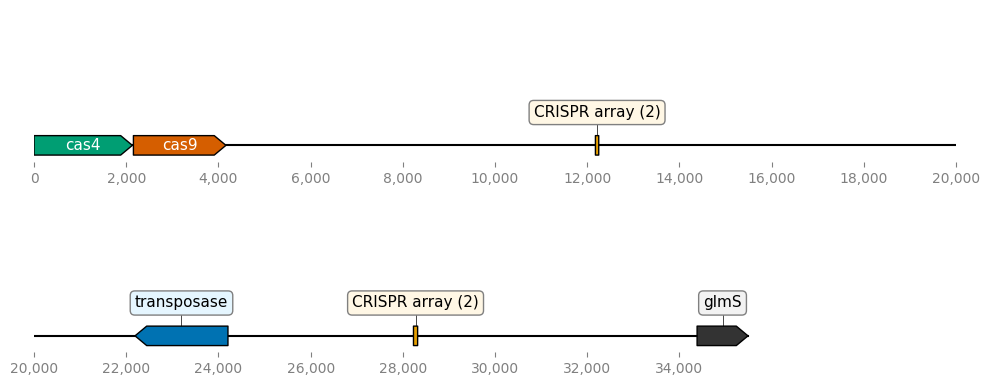 CRISPR array (2)
cas4 cas9
0 2,000 4,000 6,000 8,000 10,000 12,000 14,000 16,000 18,000 20,000
transposase CRISPR array (2) glmS
20,000 22,000 24,000 26,000 28,000 30,000 32,000 34,000